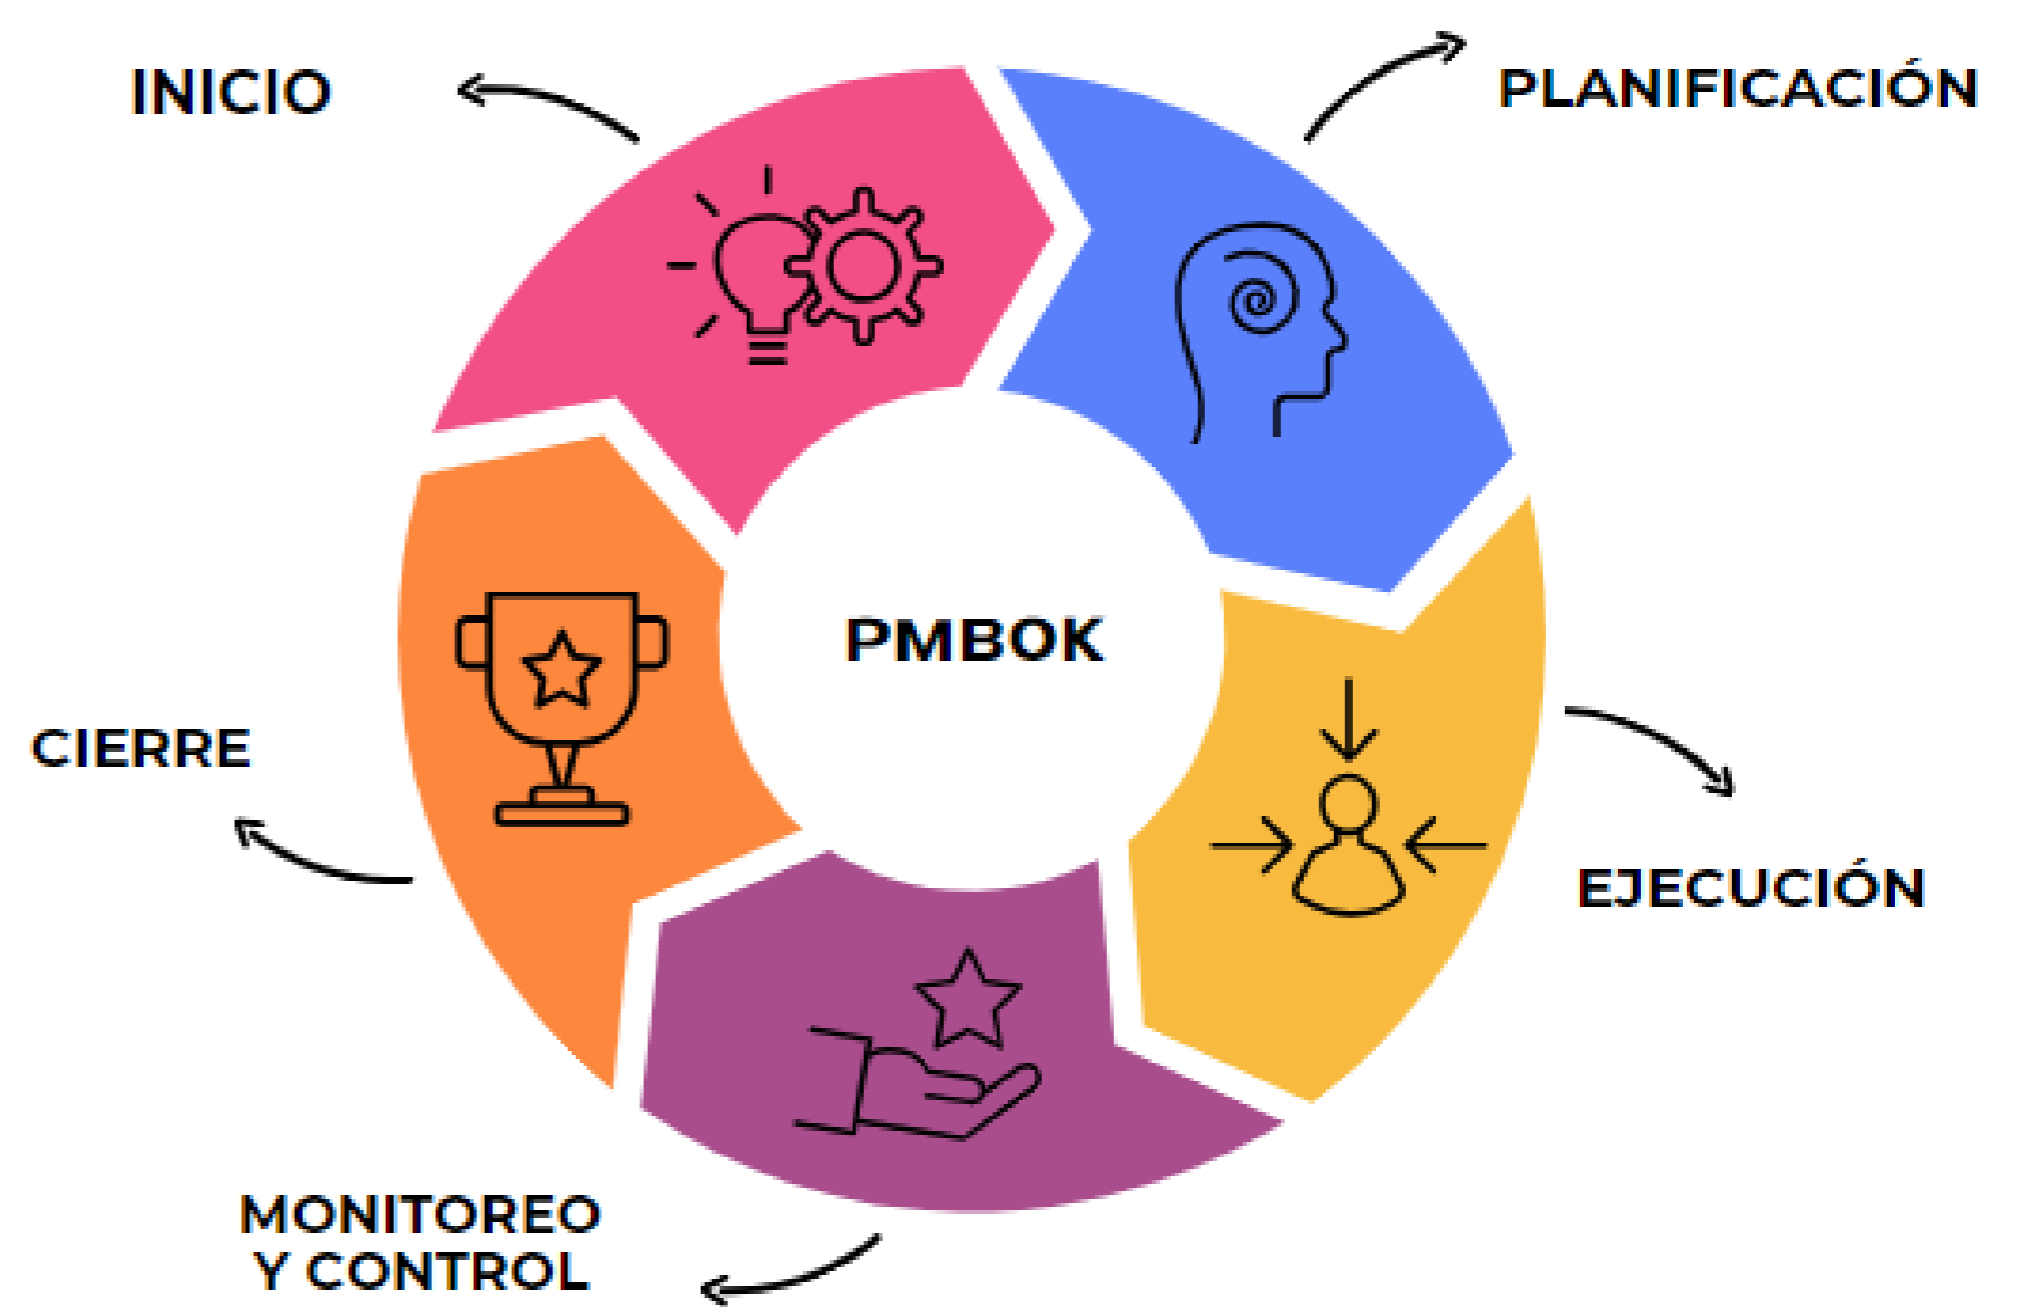 INICIO
PLANIFICACIÓN
PMBOK
CIERRE
EJECUCIÓN
MONITOREO
Y CONTROL